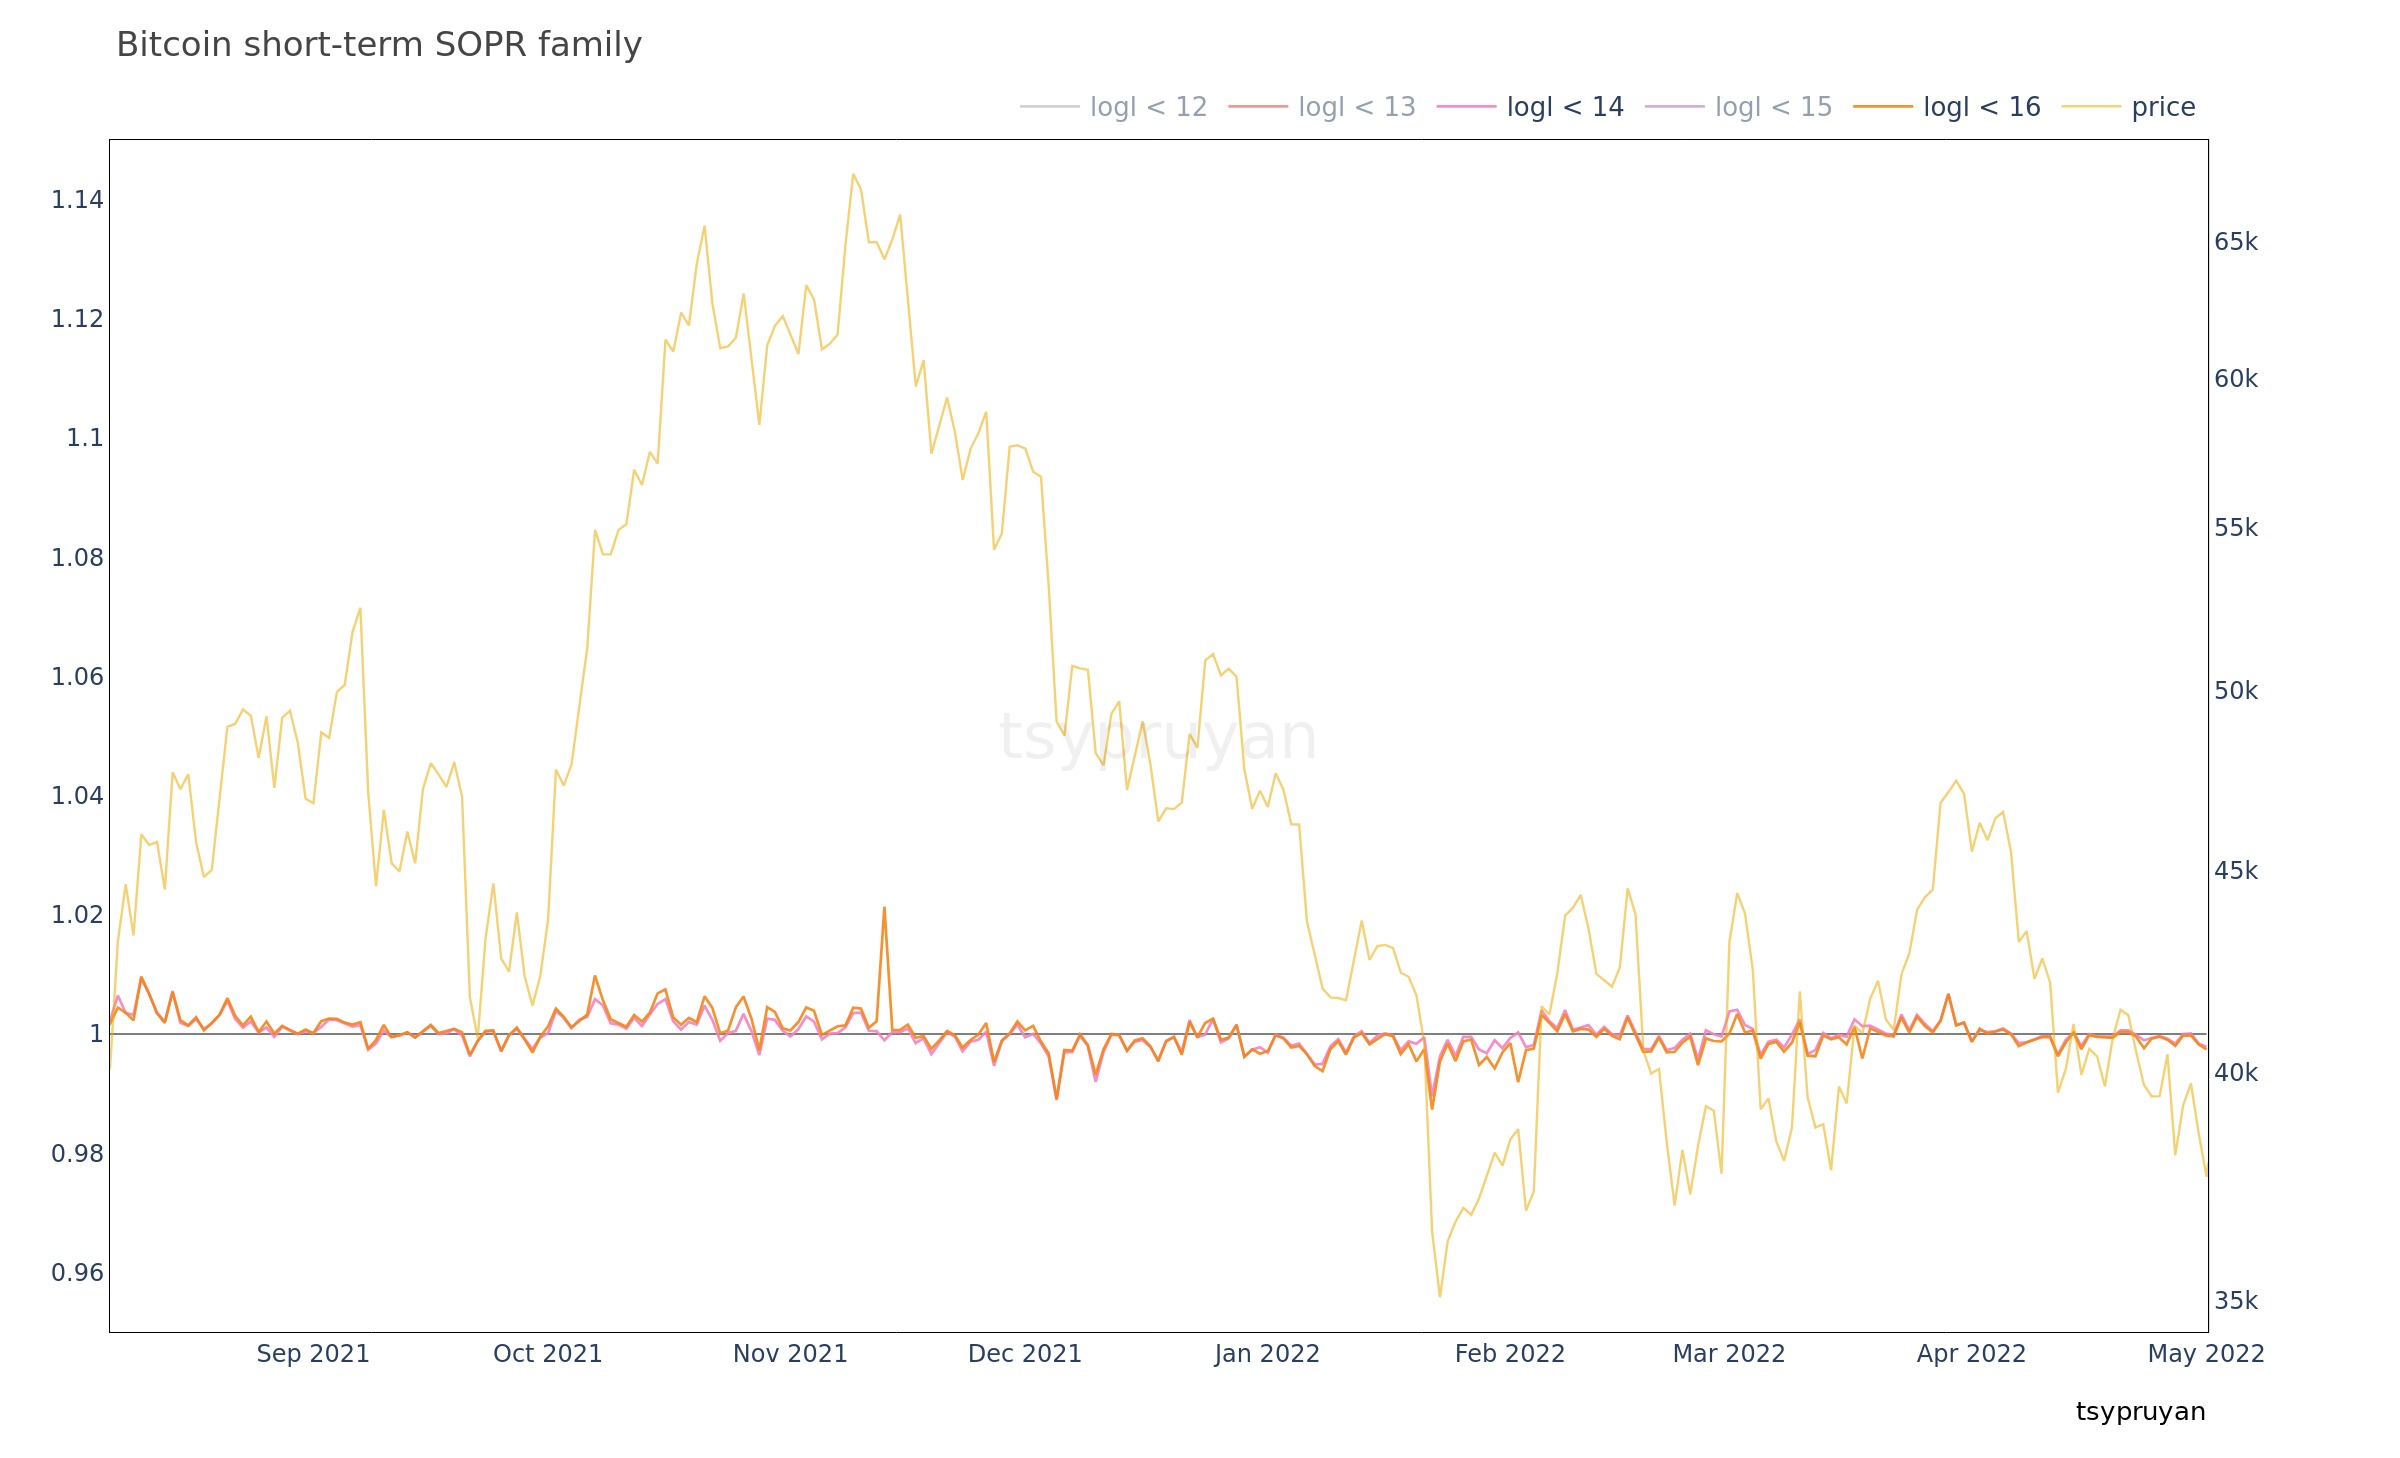 Bitcoin short-term SOPR family
logl < 12 logl < 13 logl < 14 logl < 15 logl < 16 price
1.14
1.12
1.1
1.08
1.06
1.04
1.02
1
0.98
0.96
65k
60k
55k
50k
45k
40k
35k
tsypruyan
Sep 2021 Oct 2021 Nov 2021 Dec 2021 Jan 2022 Feb 2022 Mar 2022 Apr 2022 May 2022
tsypruyan